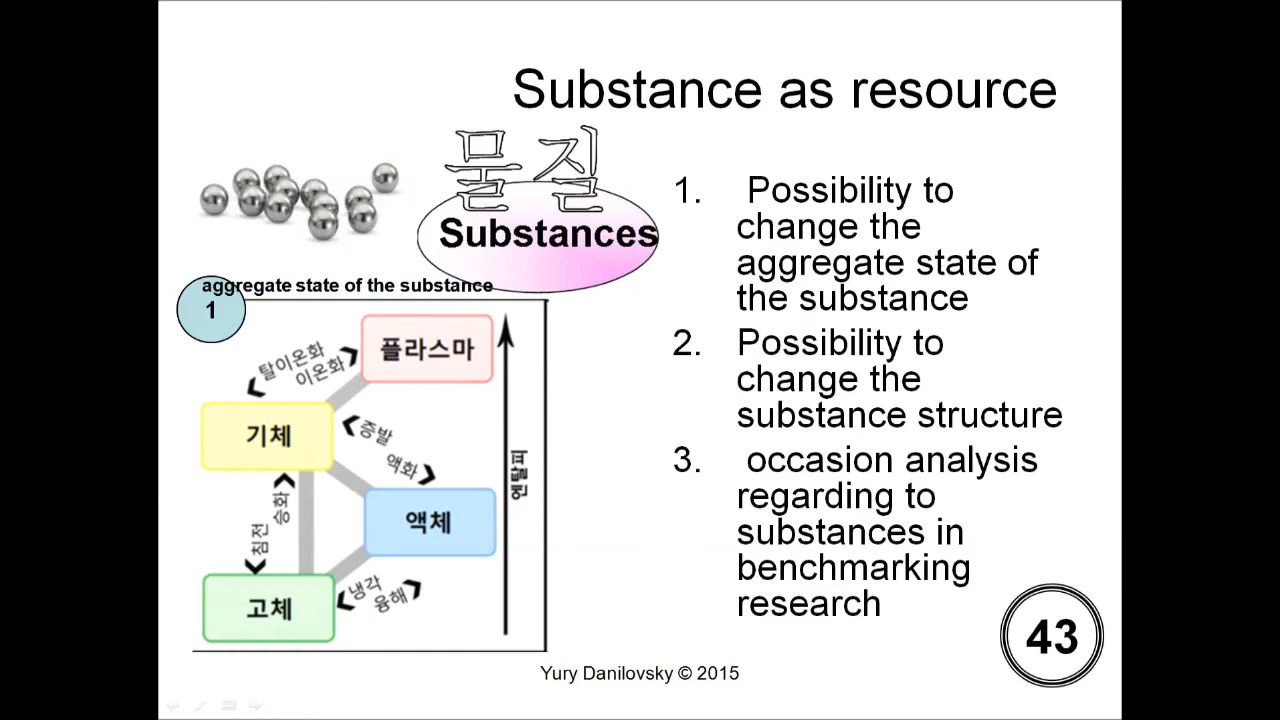 Substance as resource
물질
Substances
aggregate state of the substance
1
플라스마
탈이온화
이온화
기체
증발
액화
엔탈피
승화
침전
액체
냉각
융해
고체
1. Possibility to
change the
aggregate state of
the substance
2. Possibility to
change the
substance structure
3. occasion analysis
regarding to
substances in
benchmarking
research
43
Yury Danilovsky © 2015